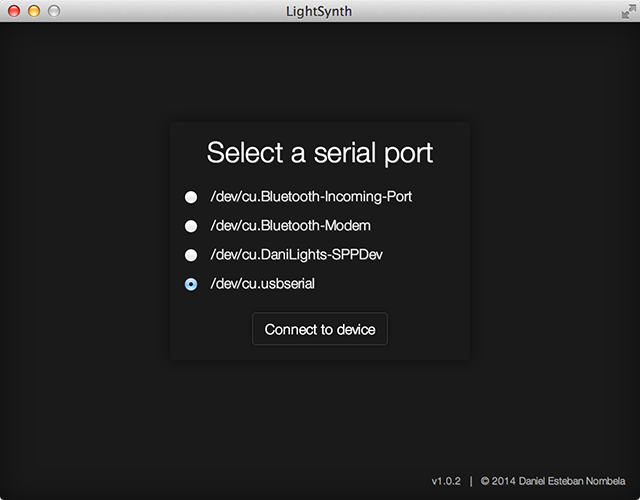 LightSynth
Select a serial port
/dev/cu.Bluetooth-Incoming-Port
/dev/cu.Bluetooth-Modem
/dev/cu.DaniLights-SPPDev
/dev/cu.usbserial
Connect to device
v1.0.2 | © 2014 Daniel Esteban Nombela